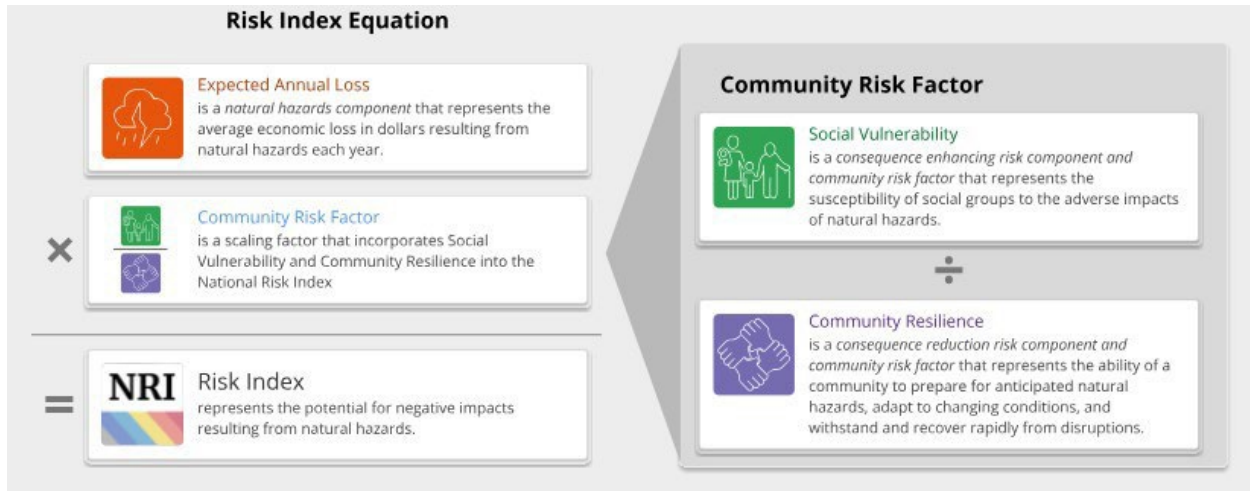 Risk Index Equation
Expected Annual Loss
is a natural hazards component that represents the
average economic loss in dollars resulting from
natural hazards each year.
×
Community Risk Factor
is a scaling factor that incorporates Social
Vulnerability and Community Resilience into the
National Risk Index
=
NRI
Risk Index
represents the potential for negative impacts
resulting from natural hazards.
Community Risk Factor
Social Vulnerability
is a consequence enhancing risk component and
community risk factor that represents the
susceptibility of social groups to the adverse impacts
of natural hazards.
÷
Community Resilience
is a consequence reduction risk component and
community risk factor that represents the ability of a
community to prepare for anticipated natural
hazards, adapt to changing conditions, and
withstand and recover rapidly from disruptions.